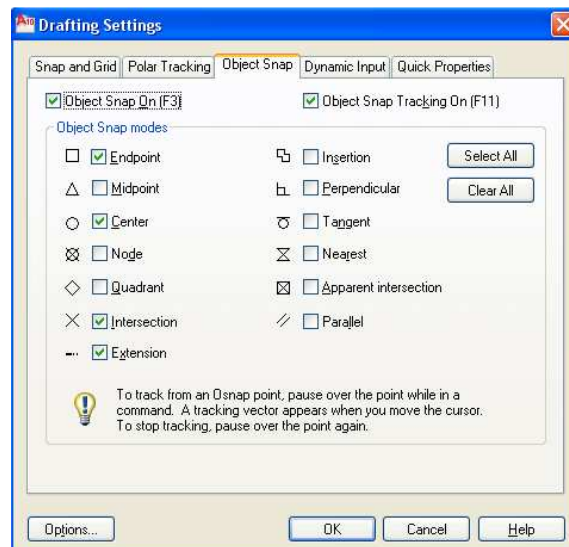 A10 Drafting Settings
Snap and Grid Polar Tracking Object Snap Dynamic Input Quick Properties
Object Snap On (F3) Object Snap Tracking On (F11)
Object Snap modes
Endpoint Insertion Select All
Midpoint Perpendicular Clear All
Center Tangent
Node Nearest
Quadrant Apparent intersection
Intersection Parallel
Extension
To track from an Osnap point, pause over the point while in a
command. A tracking vector appears when you move the cursor.
To stop tracking, pause over the point again.
Options... OK Cancel Help